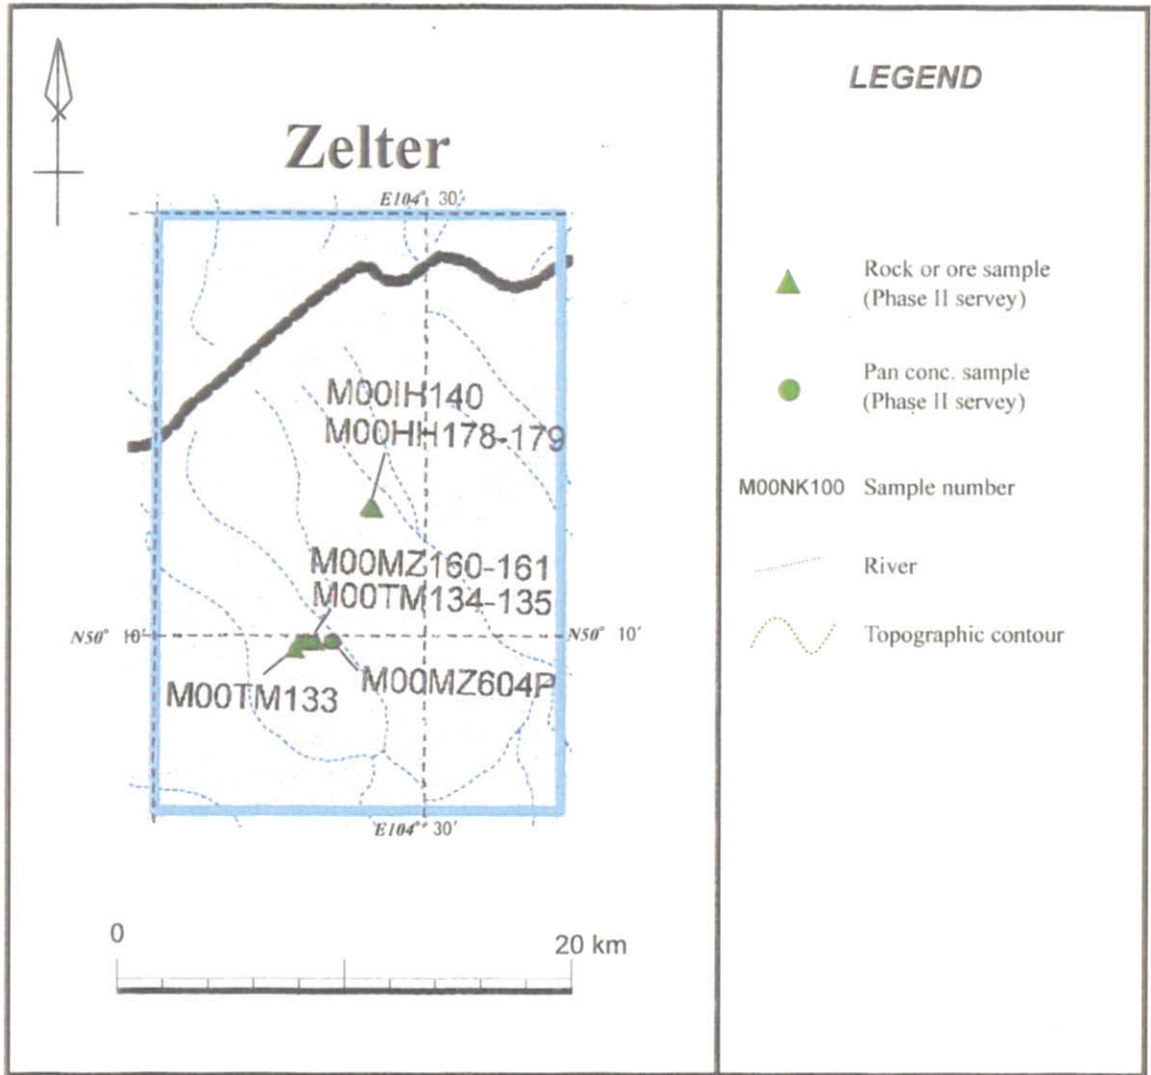 Zelter
E104° 30′
M00IH140
M00HH178-179
M00MZ160-161
M00TM134-135
N50° 10′
N50° 10′
M00TM133
M00MZ604P
E104° 30′
0
20 km
LEGEND
Rock or ore sample
(Phase II servey)
Pan conc. sample
(Phase II servey)
M00NK100 Sample number
River
Topographic contour